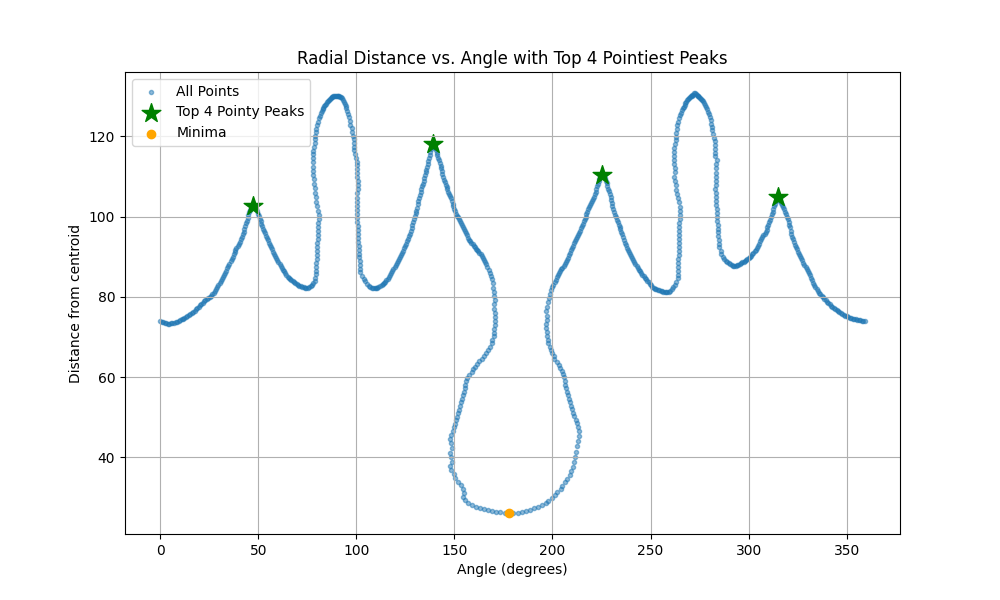 Radial Distance vs. Angle with Top 4 Pointiest Peaks
All Points
Top 4 Pointy Peaks
Minima
Distance from centroid
120
100
80
60
40
0 50 100 150 200 250 300 350
Angle (degrees)